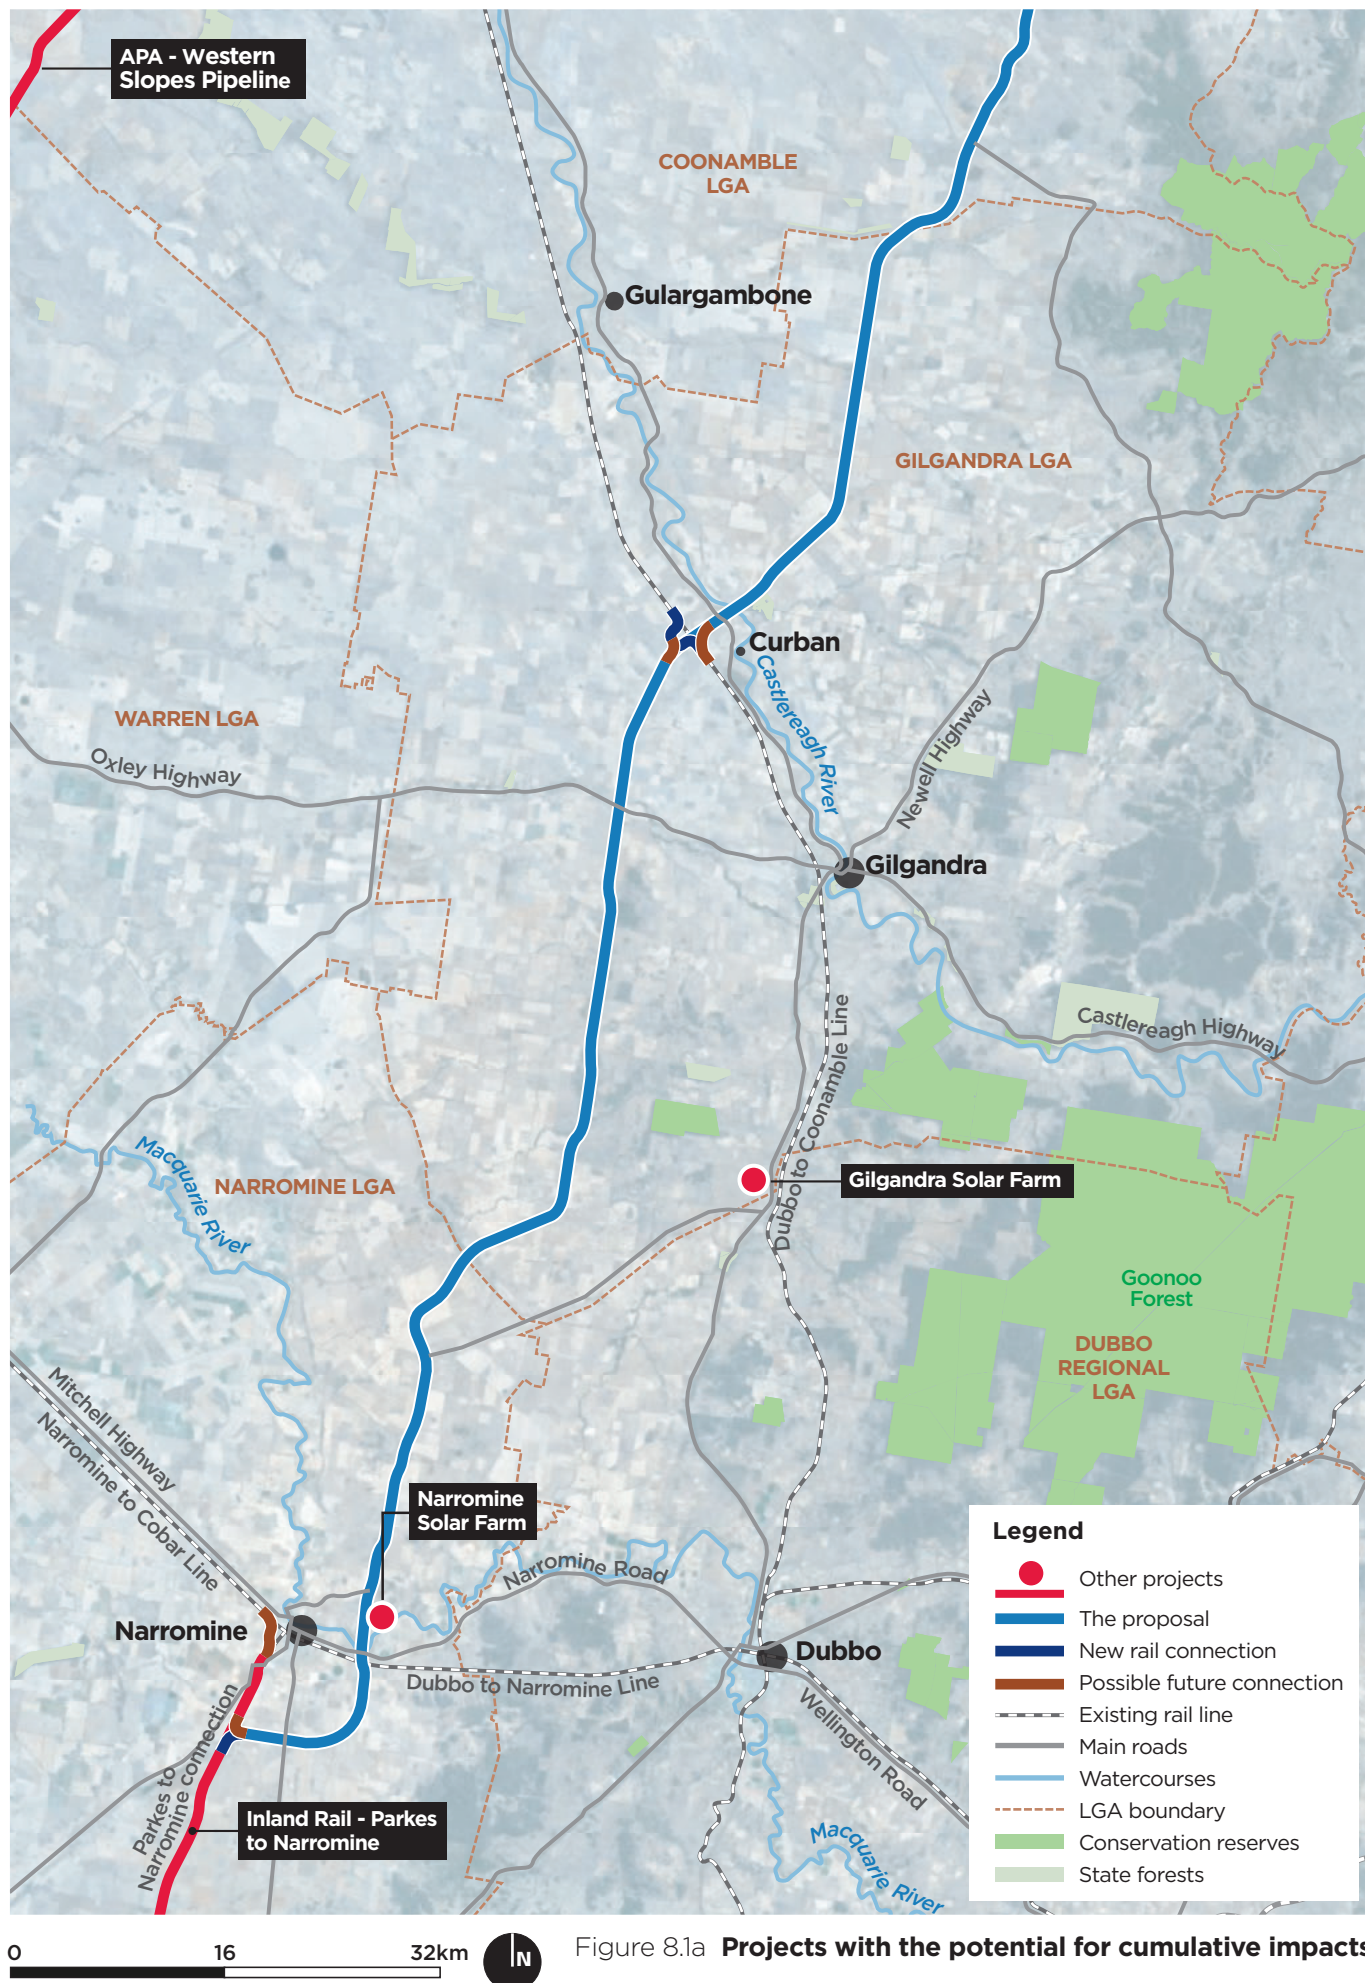 APA - Western
Slopes Pipeline
COONAMBLE
LGA
Gulargambone
GILGANDRA LGA
Curban
Castlereagh River
WARREN LGA
Oxley Highway
Newell Highway
Gilgandra
Castlereagh Highway
Dubbo to Coonamble Line
Macquarie River
NARROMINE LGA
Gilgandra Solar Farm
Goonoo
Forest
DUBBO
REGIONAL
LGA
Mitchell Highway
Narromine to Cobar Line
Narromine
Solar Farm
Narromine Road
Narromine
Dubbo
Dubbo to Narromine Line
Wellington Road
Parkes to
Narromine connection
Inland Rail - Parkes
to Narromine
Macquarie River
Legend
Other projects
The proposal
New rail connection
Possible future connection
Existing rail line
Main roads
Watercourses
LGA boundary
Conservation reserves
State forests
0 16 32km
N
Figure 8.1a Projects with the potential for cumulative impacts